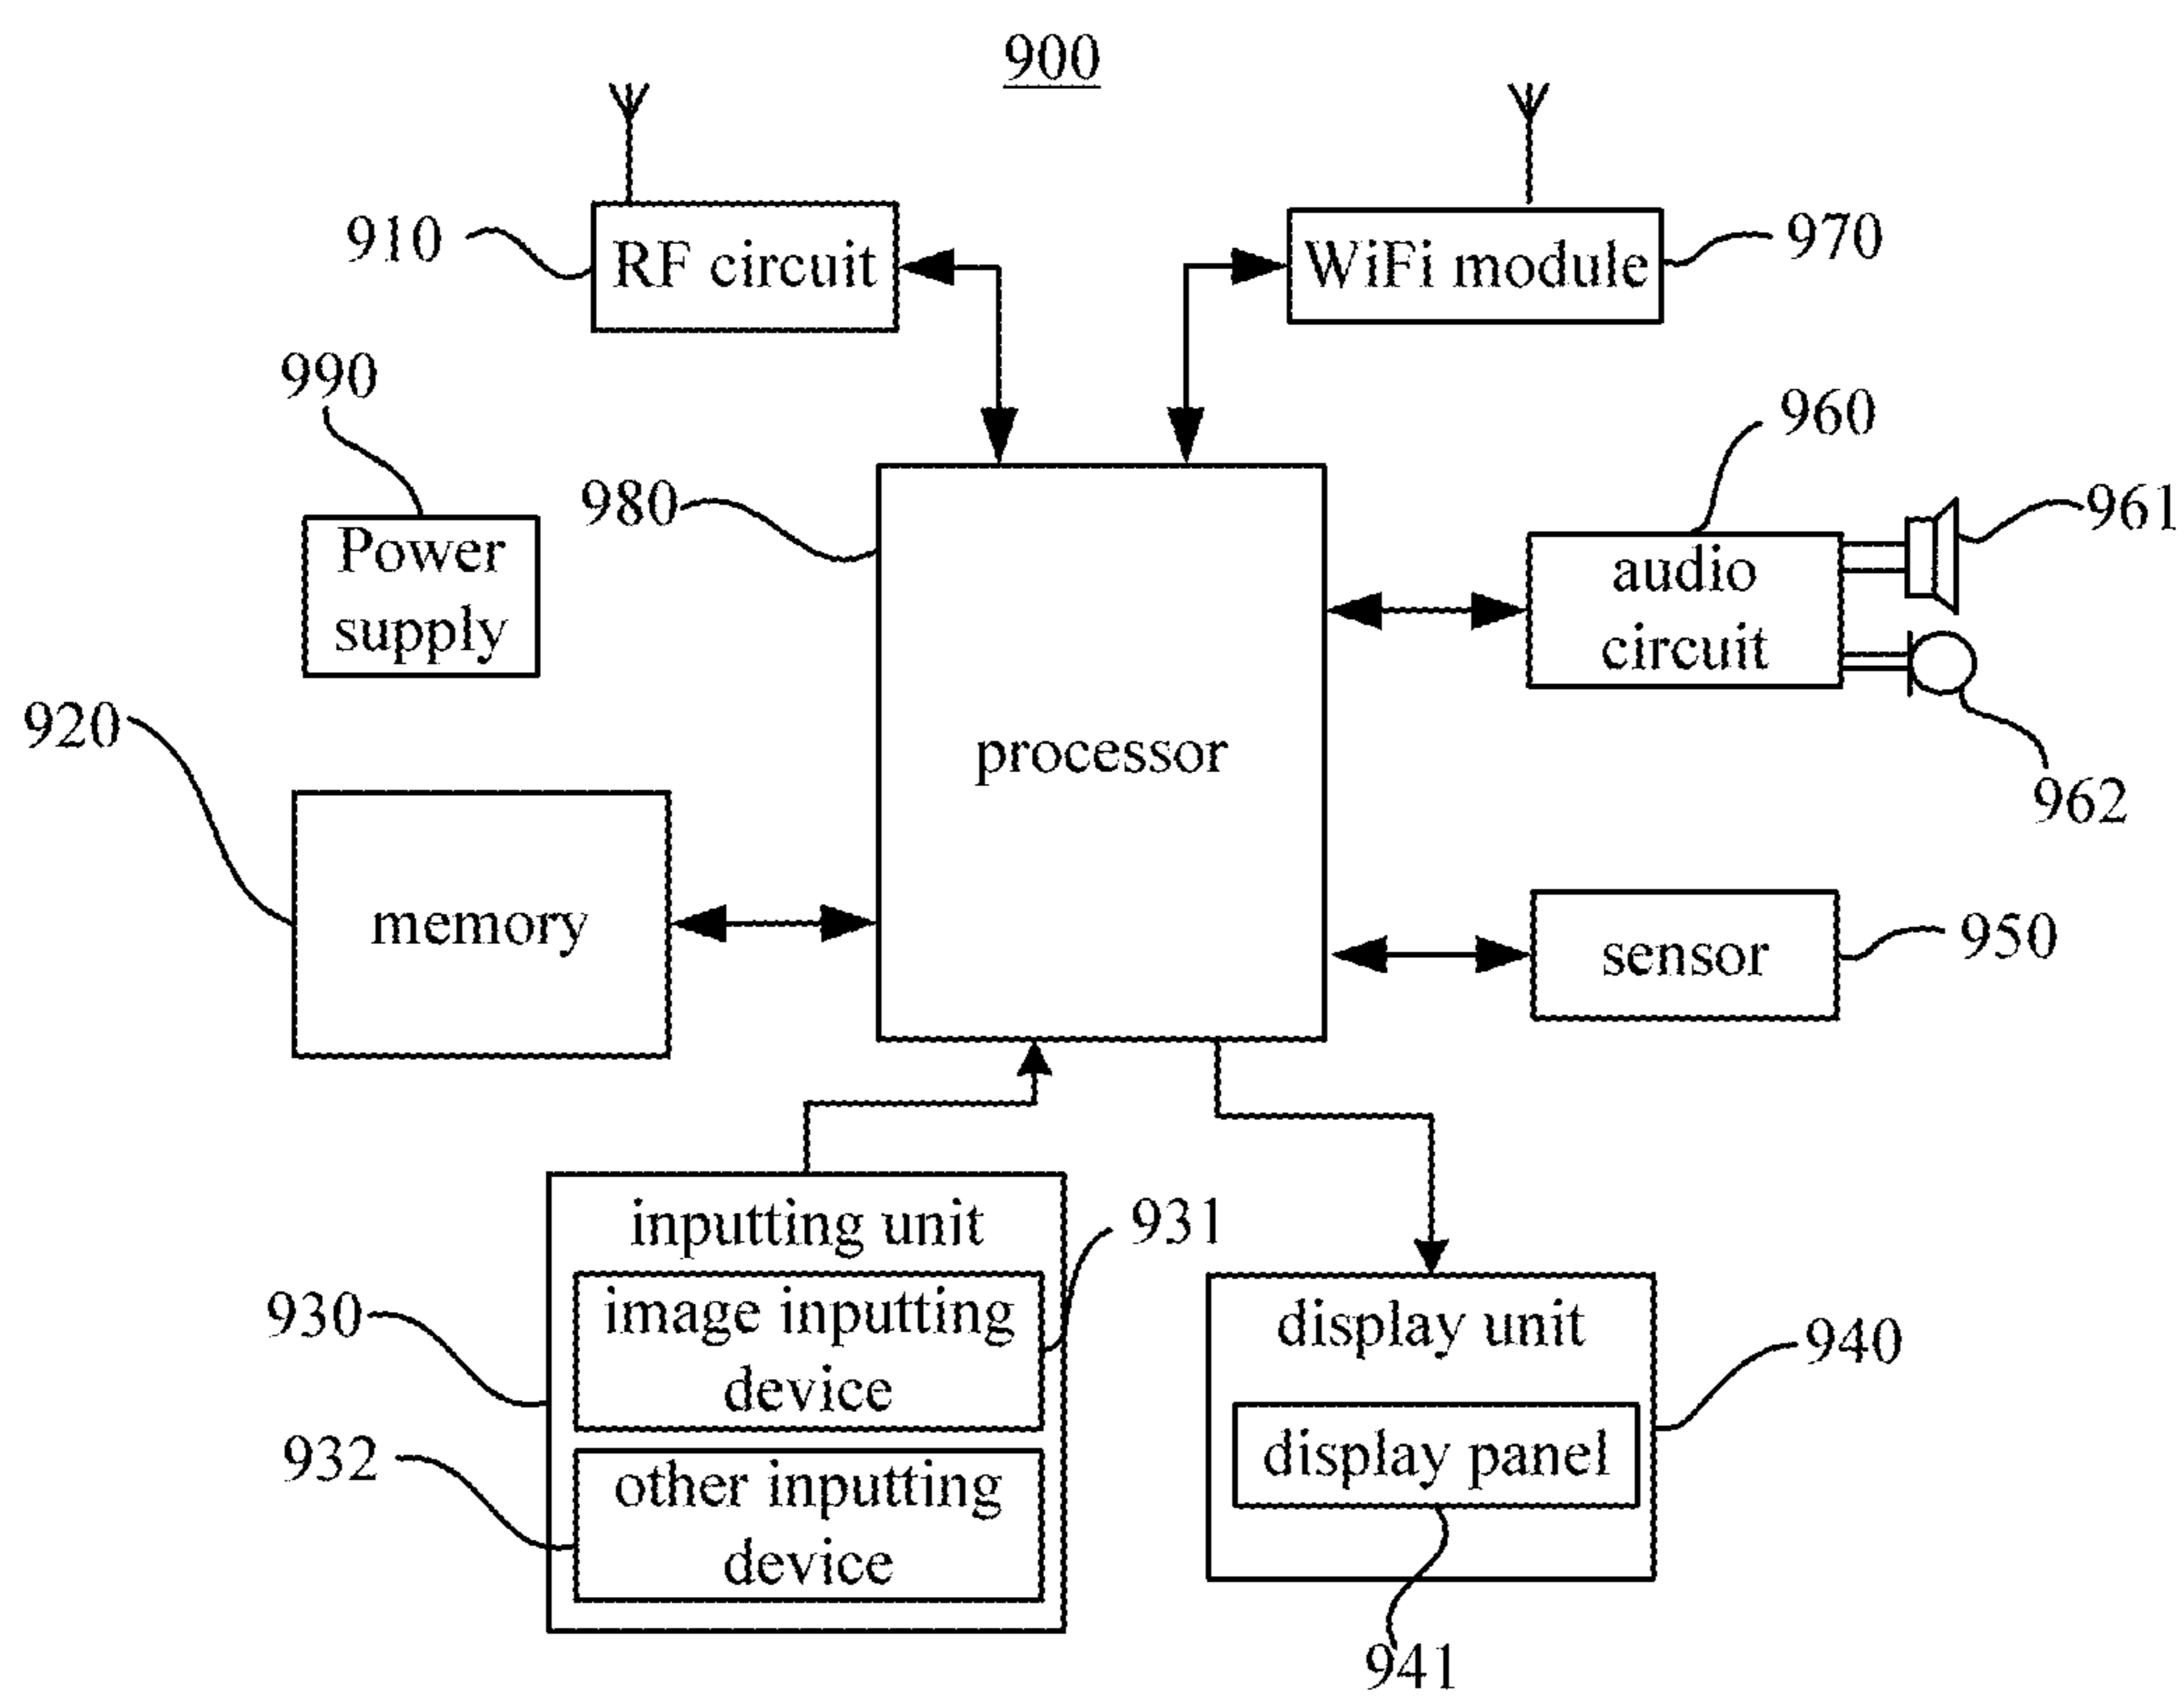 900
910
RF circuit
WiFi module
970
990
960
980
961
Power
supply
audio
circuit
920
processor
962
memory
sensor
950
inputting unit
931
930
image inputting
device
display unit
940
932
other inputting
device
display panel
941